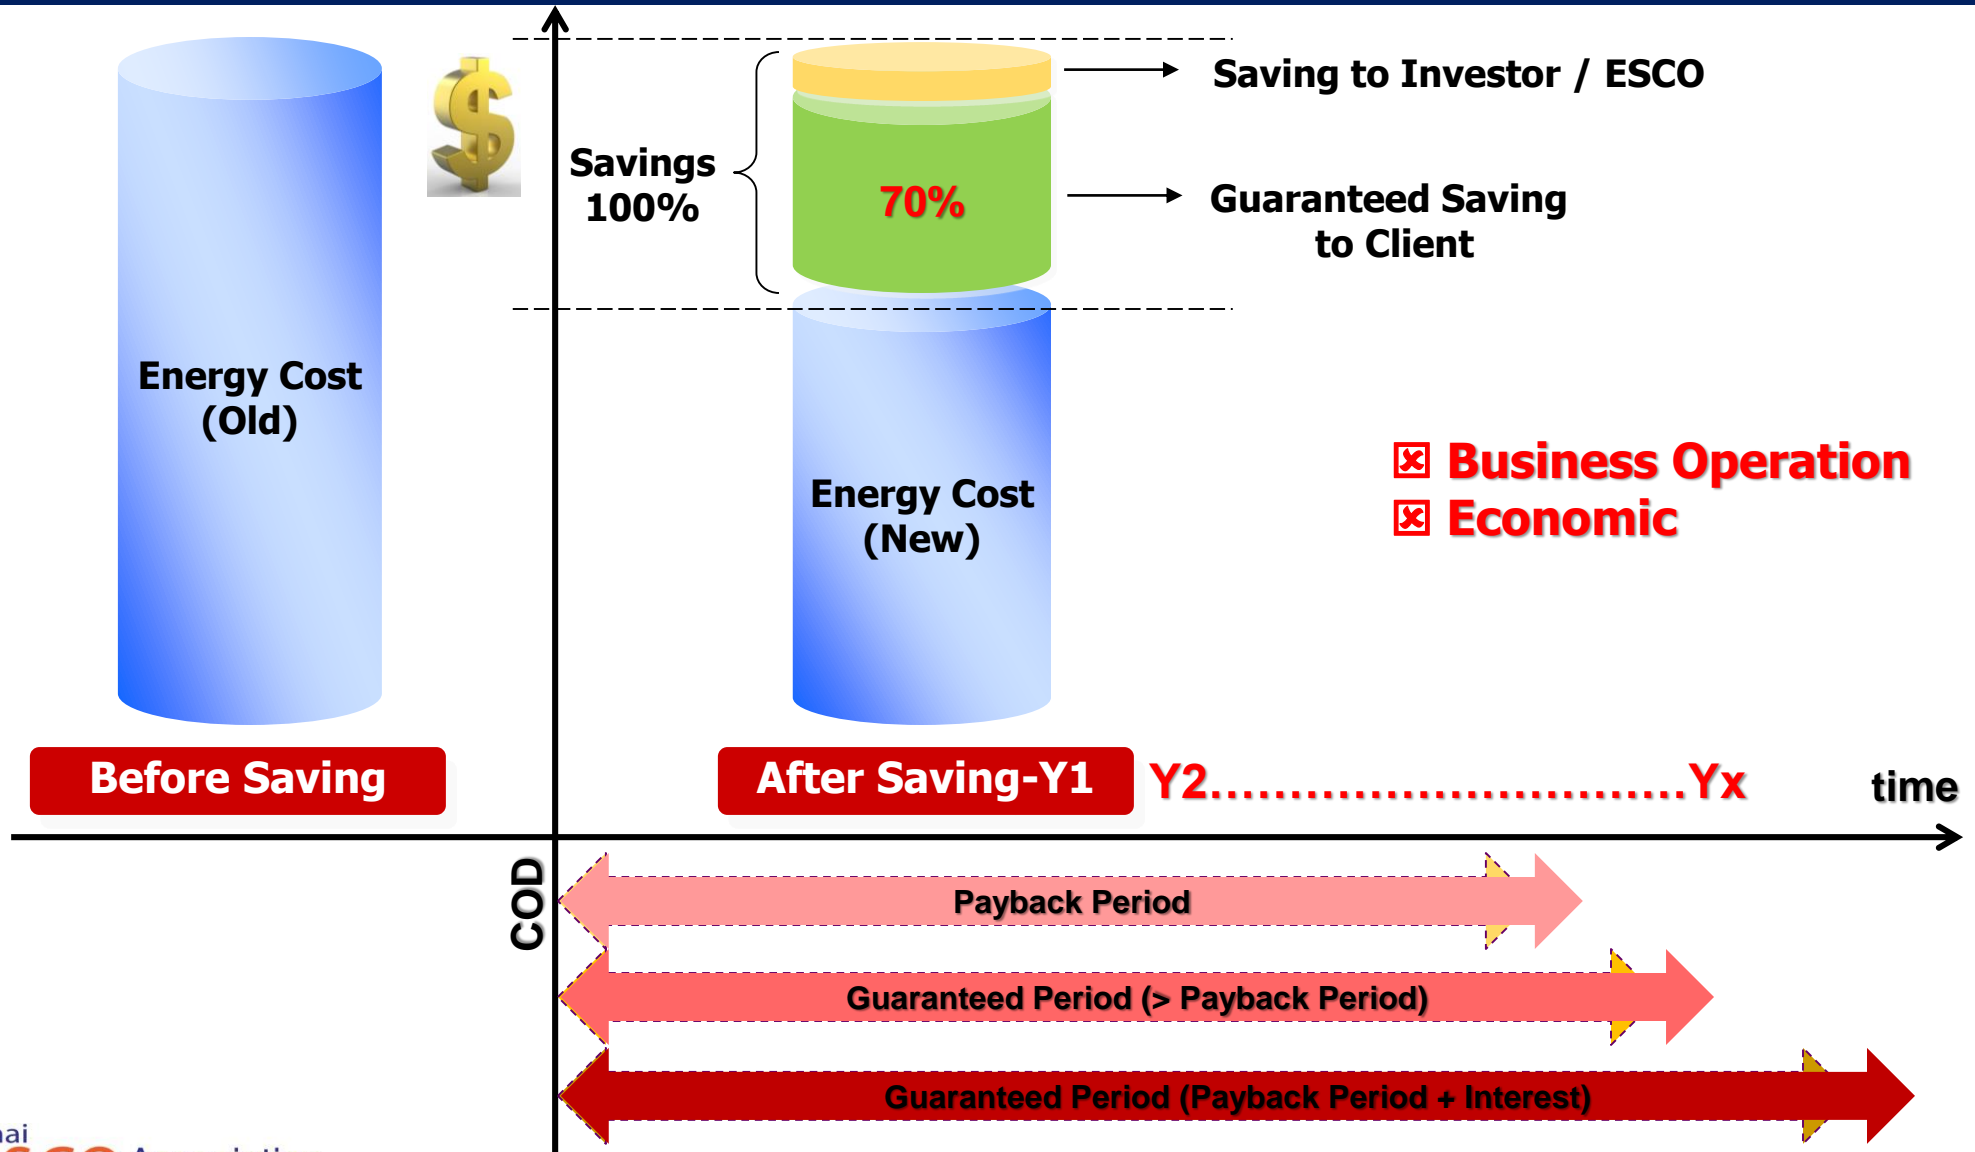 Saving to Investor / ESCO
Savings
100%
70%
Guaranteed Saving
to Client
Energy Cost
(Old)
Energy Cost
(New)
☒ Business Operation
☒ Economic
Before Saving
After Saving-Y1
Y2..............................Yx
time
COD
Payback Period
Guaranteed Period (> Payback Period)
Guaranteed Period (Payback Period + Interest)